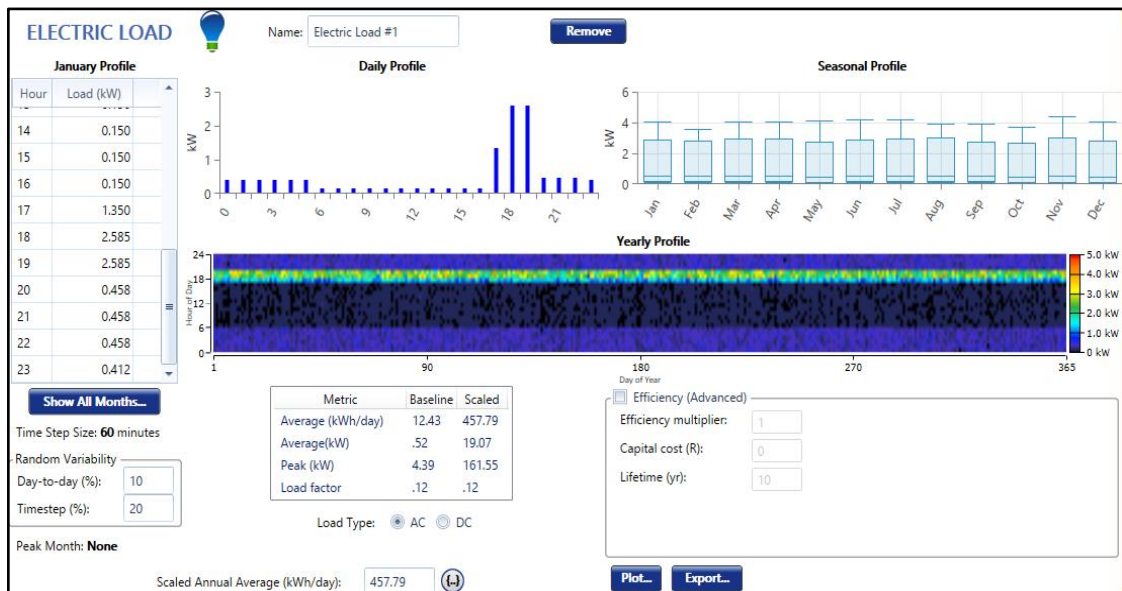 ELECTRIC LOAD
Name: Electric Load #1
Remove
January Profile
Hour Load (kW)
14 0.150
15 0.150
16 0.150
17 1.350
18 2.585
19 2.585
20 0.458
21 0.458
22 0.458
23 0.412
Show All Months...
Time Step Size: 60 minutes
Random Variability
Day-to-day (%): 10
Timestep (%): 20
Peak Month: None
Daily Profile
kW
3
2
1
0
0 3 6 9 12 15 18 21
Seasonal Profile
kW
6
4
2
0
Jan Feb Mar Apr May Jun Jul Aug Sep Oct Nov Dec
Yearly Profile
Hour of Day
24
18
12
6
0
1 90 180 270 365
Day of Year
5.0 kW
4.0 kW
3.0 kW
2.0 kW
1.0 kW
0 kW
Metric Baseline Scaled
Average (kWh/day) 12.43 457.79
Average(kW) .52 19.07
Peak (kW) 4.39 161.55
Load factor .12 .12
Load Type: AC DC
Scaled Annual Average (kWh/day): 457.79 {..}
Efficiency (Advanced)
Efficiency multiplier: 1
Capital cost (R): 0
Lifetime (yr): 10
Plot... Export...